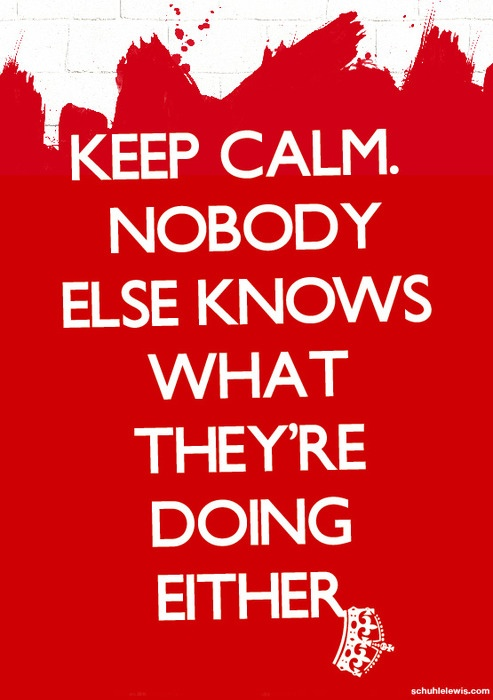 KEEP CALM.
NOBODY
ELSE KNOWS
WHAT
THEY'RE
DOING
EITHER
schuhlelewis.com